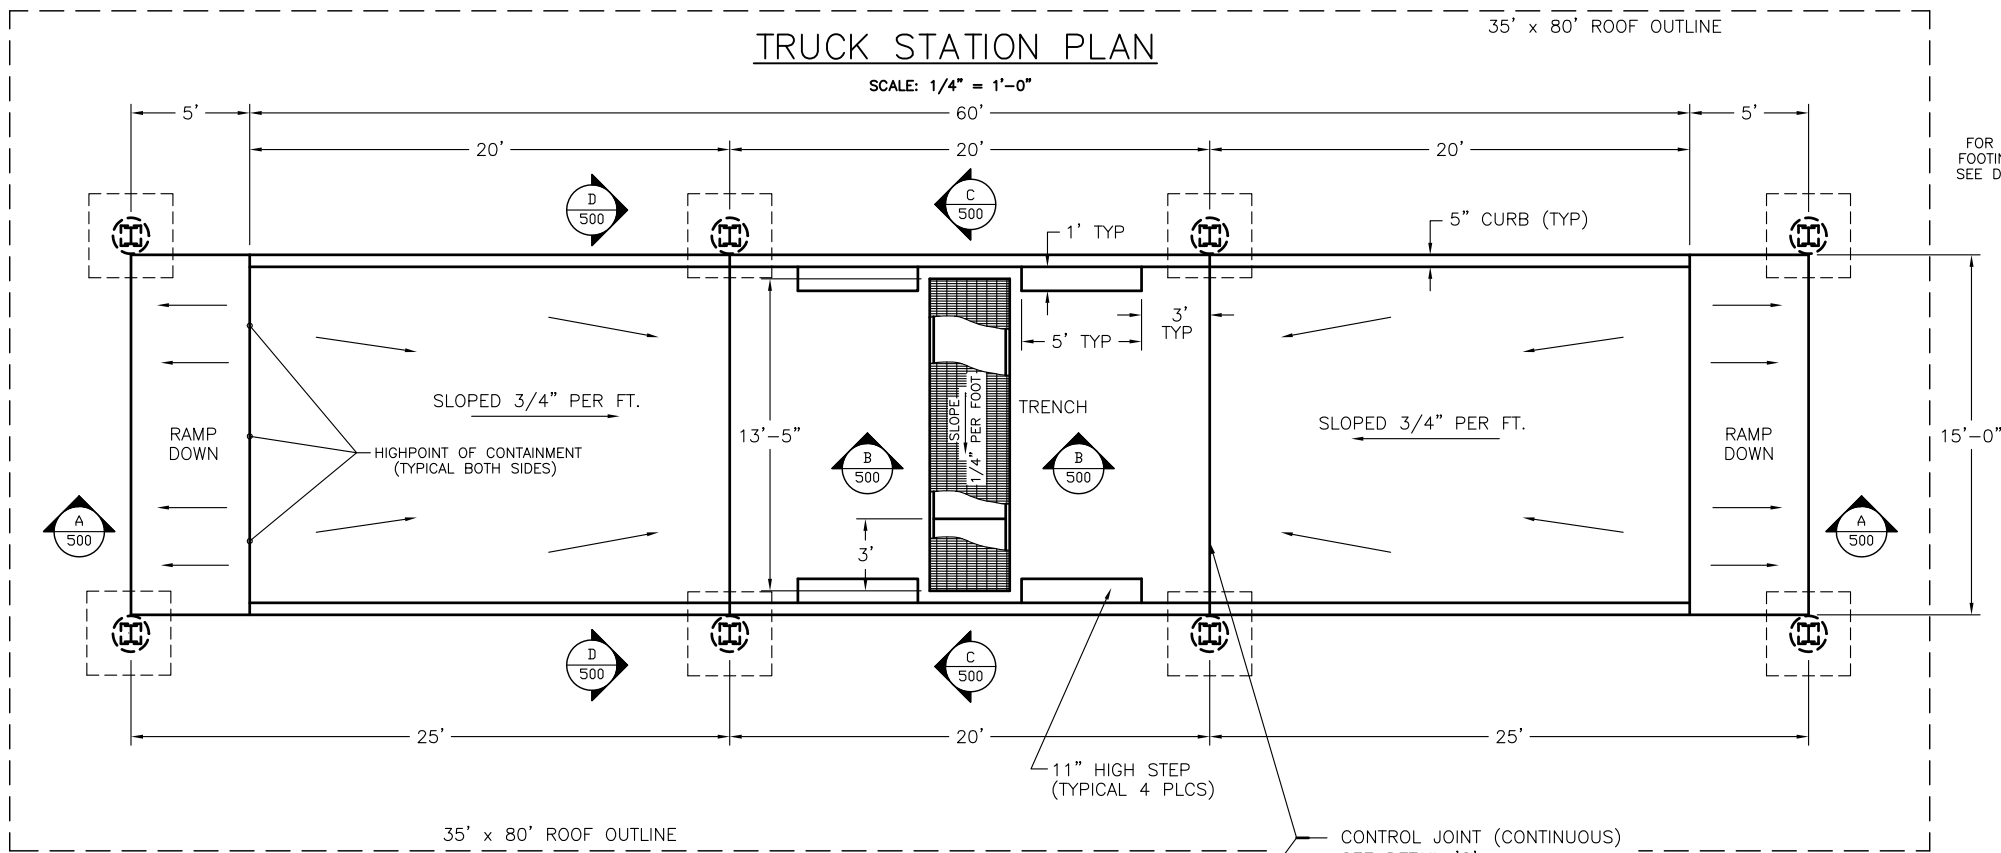 35' x 80' ROOF OUTLINE
TRUCK STATION PLAN
SCALE: 1/4" = 1'-0"
5'
60'
5'
20'
20'
20'
FOR
SEE D
D
500
C
500
1' TYP
5" CURB (TYP)
3'
TYP
5' TYP
SLOPED 3/4" PER FT.
SLOPE
1/4" PER FOOT
TRENCH
SLOPED 3/4" PER FT.
RAMP
DOWN
13'-5"
RAMP
DOWN
15'-0"
HIGHPOINT OF CONTAINMENT
(TYPICAL BOTH SIDES)
B
500
B
500
A
500
A
500
3'
D
500
C
500
25'
20'
25'
11" HIGH STEP
(TYPICAL 4 PLCS)
35' x 80' ROOF OUTLINE
CONTROL JOINT (CONTINUOUS)